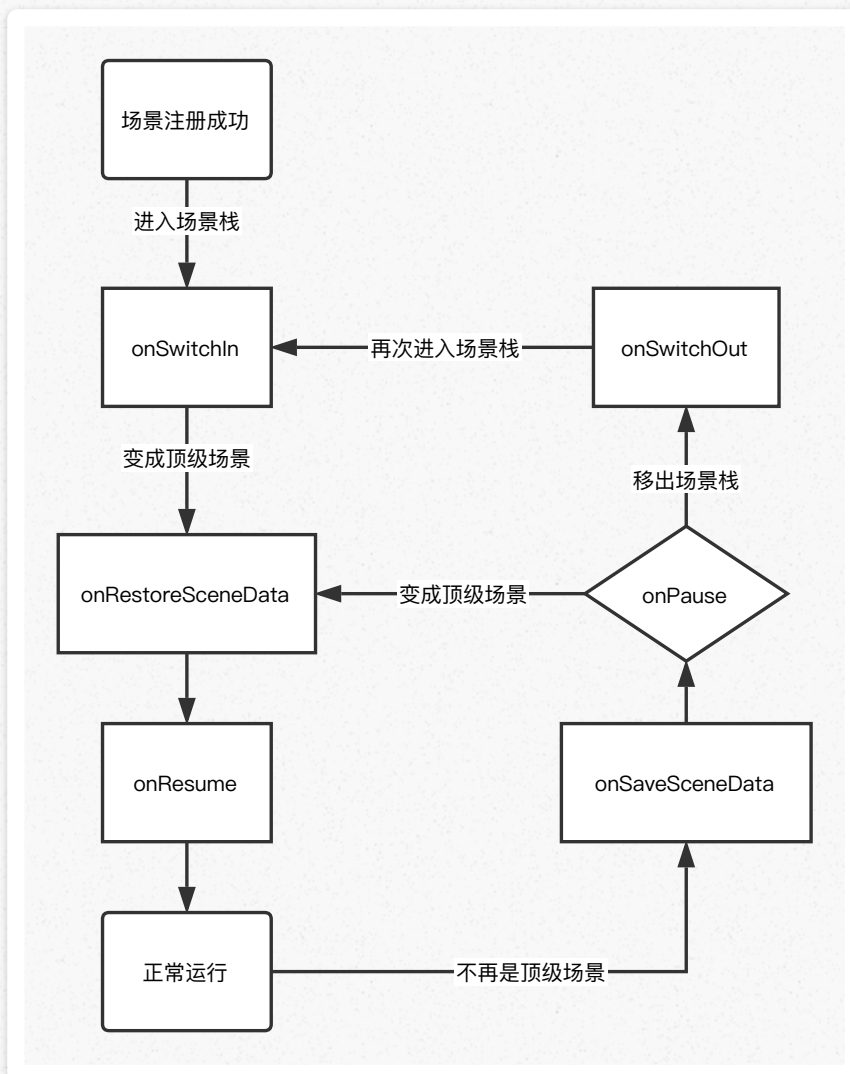 场景注册成功
进入场景栈
onSwitchIn
再次进入场景栈
onSwitchOut
变成顶级场景
移出场景栈
onRestoreSceneData
变成顶级场景
onPause
onResume
onSaveSceneData
正常运行
不再是顶级场景